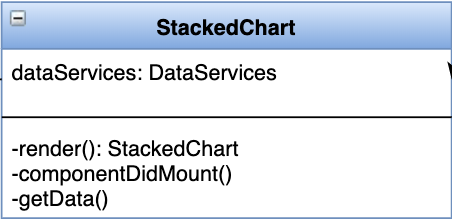 StackedChart
dataServices: DataServices
-render(): StackedChart
-componentDidMount()
-getData()